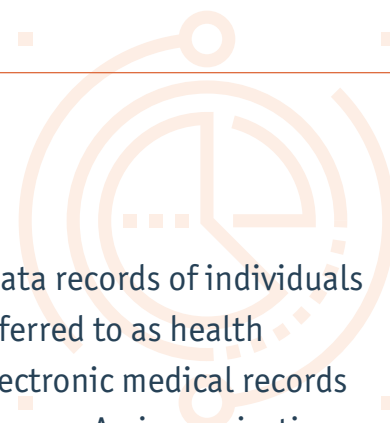 ata records of individuals
ferred to as health
ectronic medical records